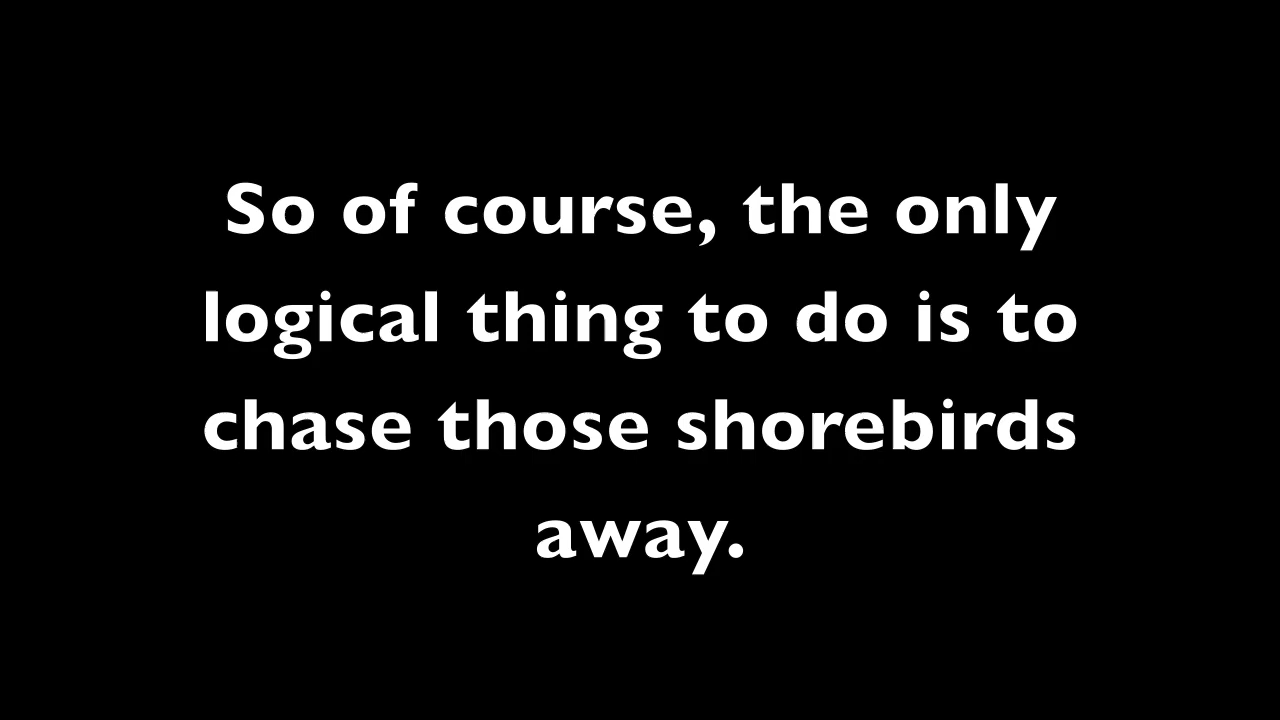 So of course, the only
logical thing to do is to
chase those shorebirds
away.